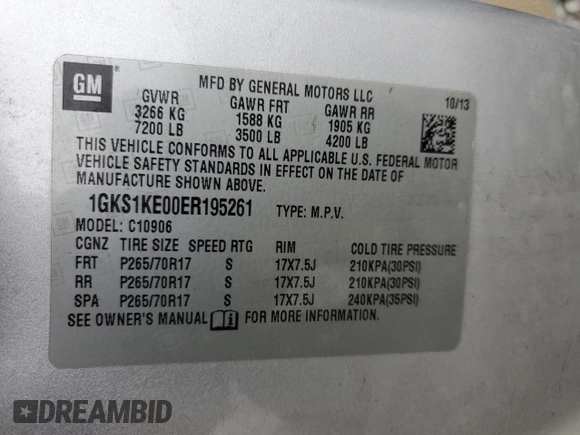 GM ®
MFD BY GENERAL MOTORS LLC 10/13
GVWR GAWR FRT GAWR RR
3266 KG 1588 KG 1905 KG
7200 LB 3500 LB 4200 LB
THIS VEHICLE CONFORMS TO ALL APPLICABLE U.S. FEDERAL MOTOR
VEHICLE SAFETY STANDARDS IN EFFECT ON THE DATE OF
MANUFACTURE SHOWN ABOVE.
1GKS1KE00ER195261 TYPE: M.P.V.
MODEL: C10906
CGNZ TIRE SIZE SPEED RTG RIM COLD TIRE PRESSURE
FRT P265/70R17 S 17X7.5J 210KPA(30PSI)
RR P265/70R17 S 17X7.5J 210KPA(30PSI)
SPA P265/70R17 S 17X7.5J 240KPA(35PSI)
SEE OWNER'S MANUAL FOR MORE INFORMATION.
DREAMBID